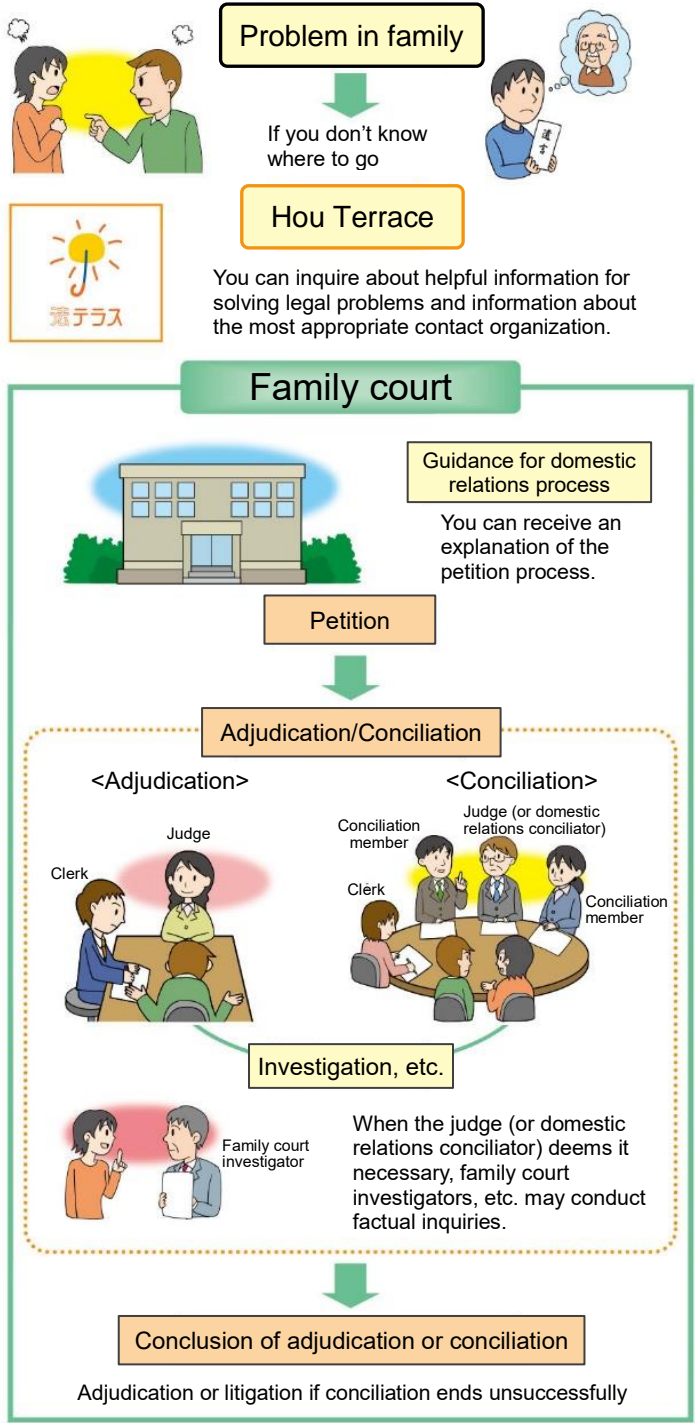 Problem in family
If you don’t know
where to go
遺言
Hou Terrace
法テラス
You can inquire about helpful information for
solving legal problems and information about
the most appropriate contact organization.
Family court
Guidance for domestic
relations process
You can receive an
explanation of the
petition process.
Petition
Adjudication/Conciliation
<Adjudication>
<Conciliation>
Judge
Clerk
Conciliation
member
Judge (or domestic
relations conciliator)
Clerk
Conciliation
member
Investigation, etc.
Family court
investigator
When the judge (or domestic
relations conciliator) deems it
necessary, family court
investigators, etc. may conduct
factual inquiries.
Conclusion of adjudication or conciliation
Adjudication or litigation if conciliation ends unsuccessfully